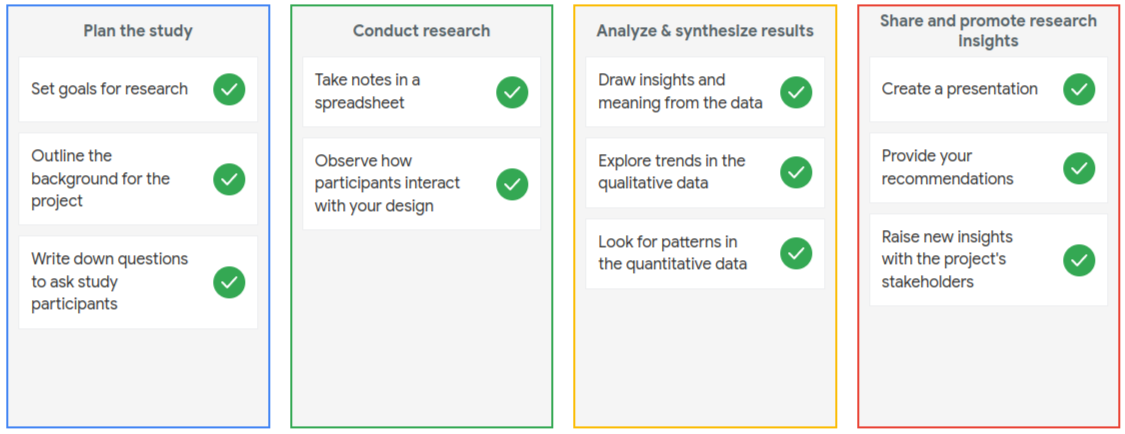 Plan the study
Set goals for research
Outline the
background for the
project
Write down questions
to ask study
participants
Conduct research
Take notes in a
spreadsheet
Observe how
participants interact
with your design
Analyze & synthesize results
Draw insights and
meaning from the data
Explore trends in the
qualitative data
Look for patterns in
the quantitative data
Share and promote research
insights
Create a presentation
Provide your
recommendations
Raise new insights
with the project's
stakeholders